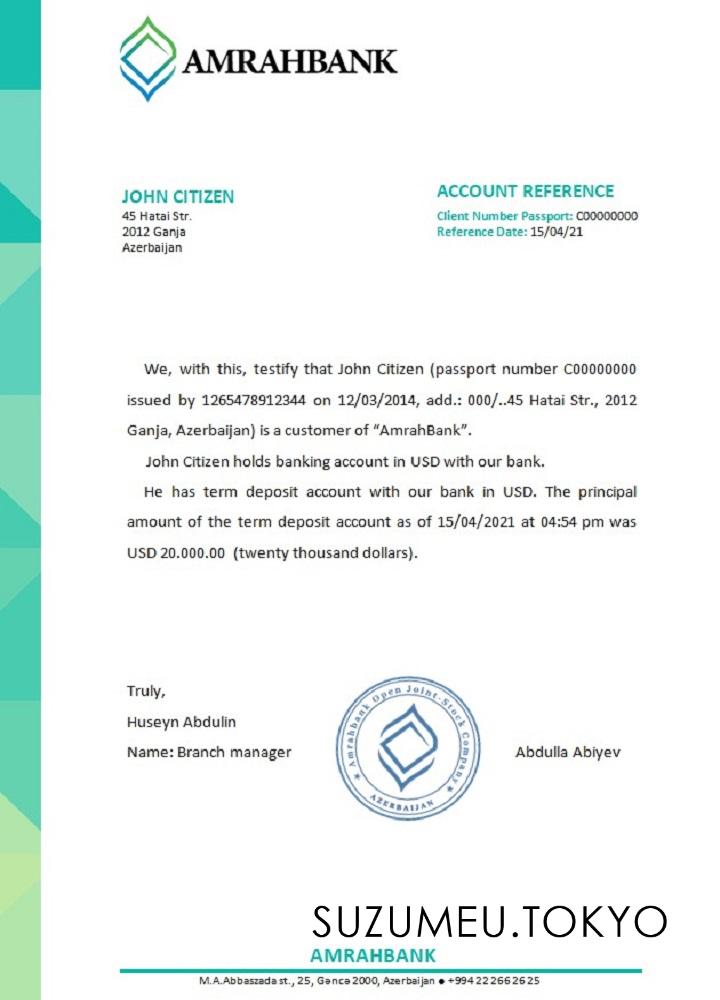 AMRAHBANK
JOHN CITIZEN
45 Hatai Str.
2012 Ganja
Azerbaijan
ACCOUNT REFERENCE
Client Number Passport: C00000000
Reference Date: 15/04/21
We, with this, testify that John Citizen (passport number C00000000
issued by 1265478912344 on 12/03/2014, add.: 000/..45 Hatai Str., 2012
Ganja, Azerbaijan) is a customer of “AmrahBank”.
John Citizen holds banking account in USD with our bank.
He has term deposit account with our bank in USD. The principal
amount of the term deposit account as of 15/04/2021 at 04:54 pm was
USD 20.000.00 (twenty thousand dollars).
Truly,
Huseyn Abdulin
Name: Branch manager
Amrahbank Open Joint-Stock Company
AZERBAIJAN
Abdulla Abiyev
SUZUMEU.TOKYO
AMRAHBANK
M.A.Abbaszada st., 25, Gəncə 2000, Azerbaijan ● +994 22 266 26 25